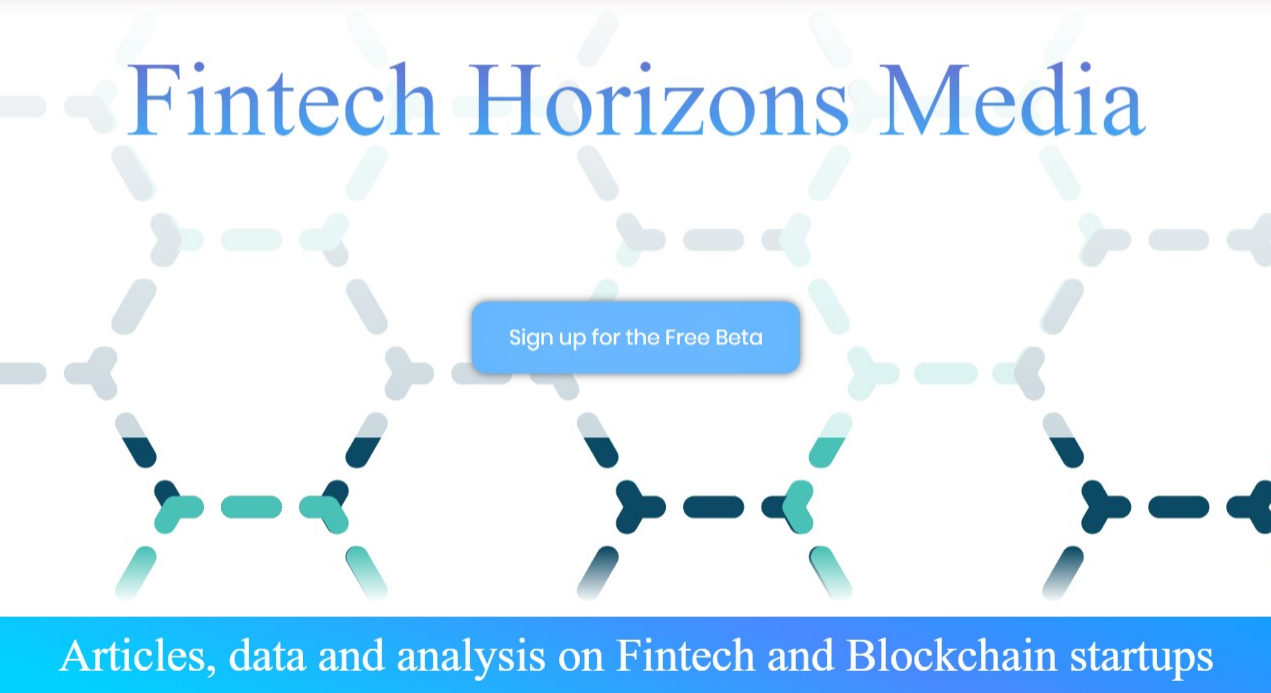 Fintech Horizons Media
Sign up for the Free Beta
Articles, data and analysis on Fintech and Blockchain startups